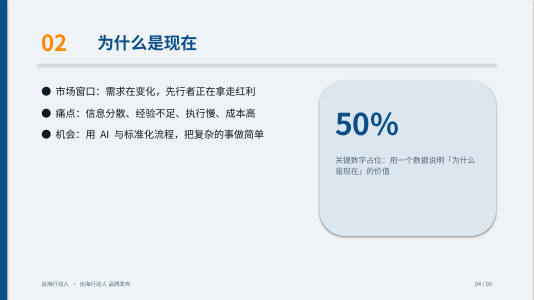 02 为什么是现在
● 市场窗口：需求在变化，先行者正在拿走红利
● 痛点：信息分散、经验不足、执行慢、成本高
● 机会：用 AI 与标准化流程，把复杂的事做简单
50%
关键数字占位：用一个数据说明「为什么
是现在」的价值
出海行动人 · 出海行动人 品牌发布
04 / 09